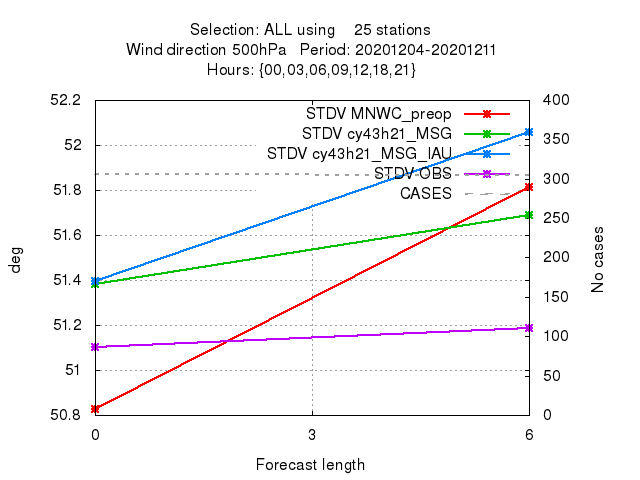 Selection: ALL using 25 stations
Wind direction 500hPa Period: 20201204-20201211
Hours: {00,03,06,09,12,18,21}
52.2
52
51.8
51.6
51.4
51.2
51
50.8
400
350
300
250
200
150
100
50
0
STDV MNWC_preop
STDV cy43h21_MSG
STDV cy43h21_MSG_IAU
STDV OBS
CASES
deg
No cases
0 3 6
Forecast length